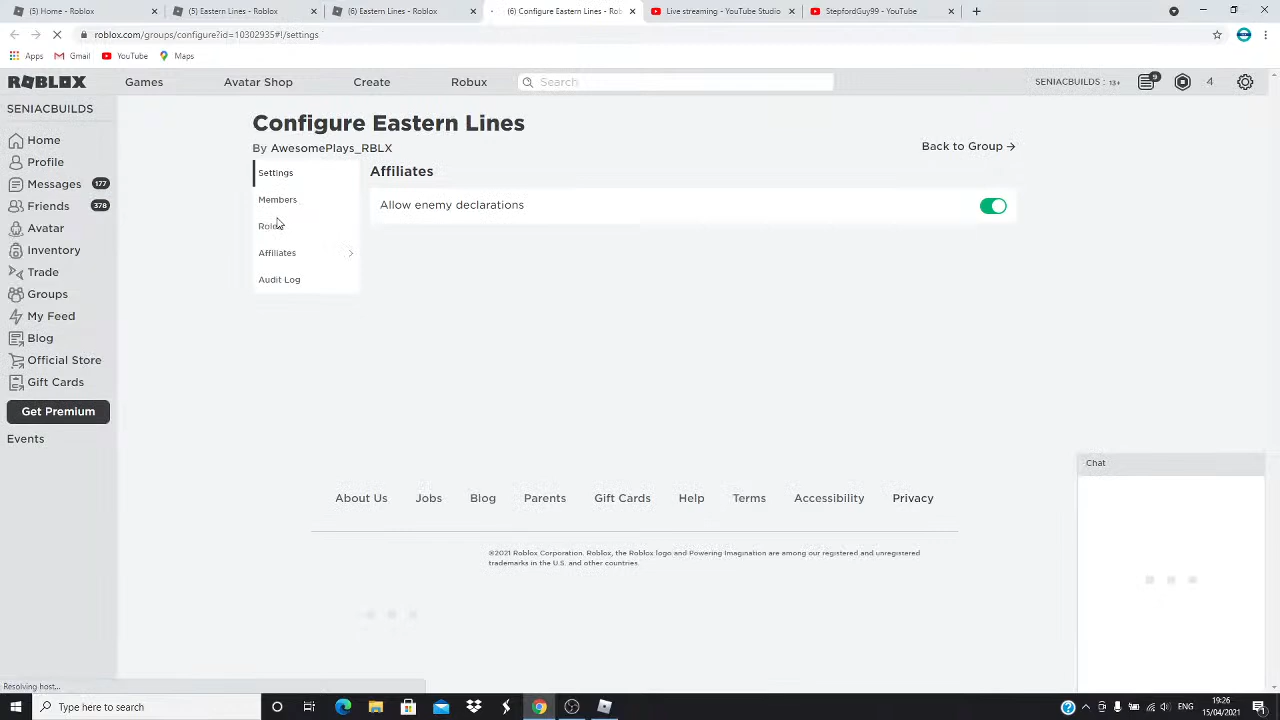 (5) Home - Roblox
(5) Eastern Lines - Roblox
(6) Eastern Lines - Roblox
(6) Configure Eastern Lines - Rob
Live streaming - YouTube Studio
StepfordGuy99 - YouTube
roblox.com/groups/configure?id=10302935#!/settings
Apps
Gmail
YouTube
Maps
ROBLOX
Games
Avatar Shop
Create
Robux
Search
SENIACBUILDS : 13+
9
4
SENIACBUILDS
Home
Profile
Messages 177
Friends 378
Avatar
Inventory
Trade
Groups
My Feed
Blog
Official Store
Gift Cards
Get Premium
Events
Configure Eastern Lines
By AwesomePlays_RBLX
Back to Group
Settings
Members
Roles
Affiliates
Audit Log
Affiliates
Allow enemy declarations
Chat
About Us
Jobs
Blog
Parents
Gift Cards
Help
Terms
Accessibility
Privacy
©2021 Roblox Corporation. Roblox, the Roblox logo and Powering Imagination are among our registered and unregistered
trademarks in the U.S. and other countries.
Resolving host...
Type here to search
ENG
19:26
15/04/2021